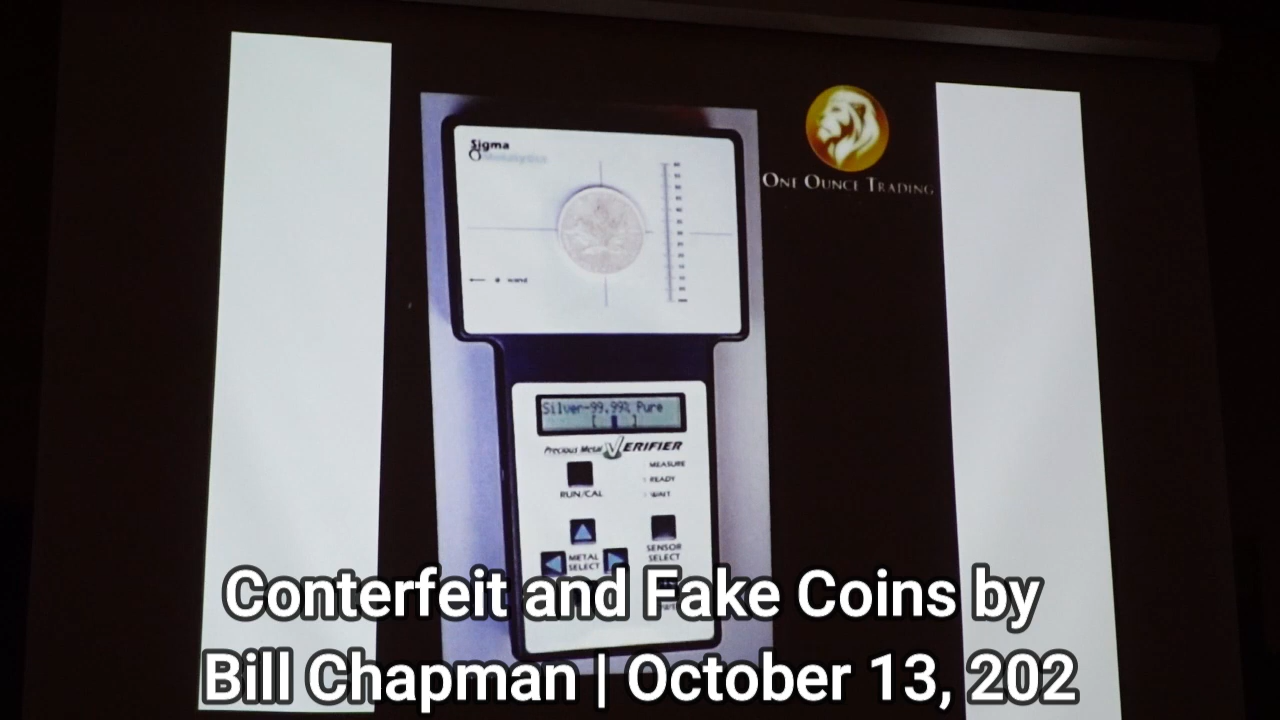 Sigma
ONE OUNCE TRADING
wand
Silver-99.99% Pure
[ ]
Precious Metal VERIFIER
MEASURE
READY
RUN/CAL
WAIT
SENSOR
SELECT
METAL
SELECT
Conterfeit and Fake Coins by
Bill Chapman | October 13, 202